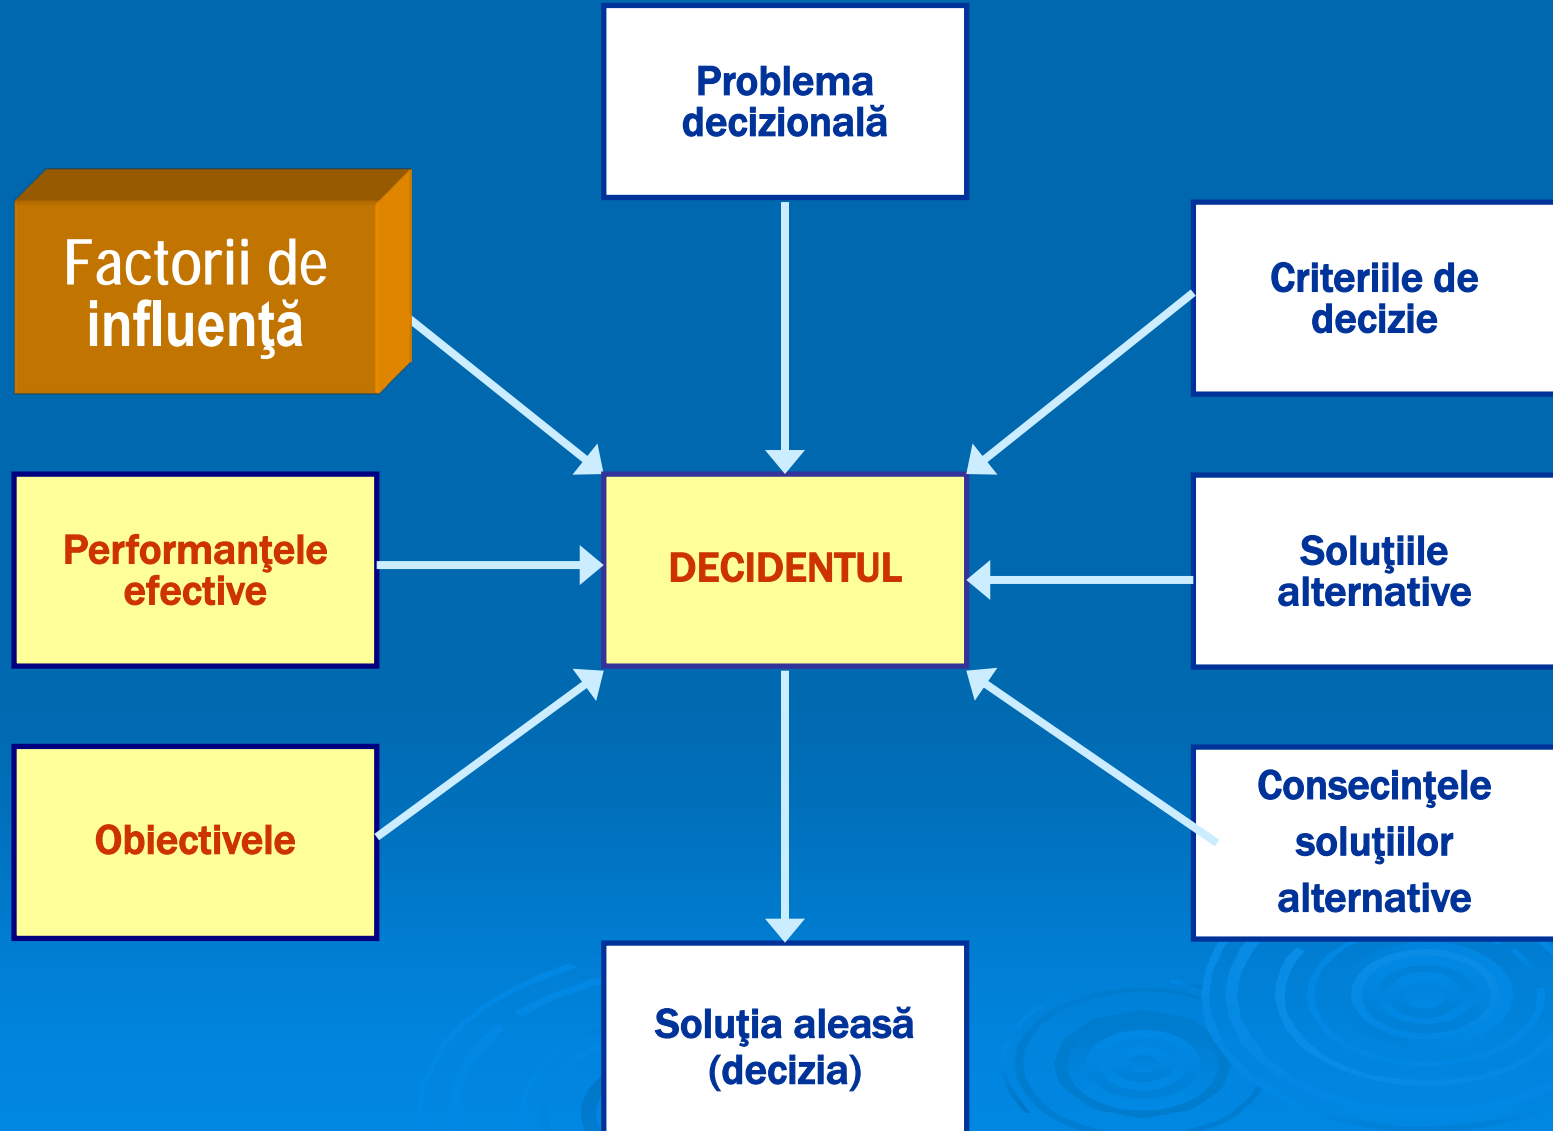 Problema
decizională
Factorii de
influenţă
Criteriile de
decizie
Performanţele
efective
DECIDENTUL
Soluţiile
alternative
Obiectivele
Consecinţele
soluţiilor
alternative
Soluţia aleasă
(decizia)